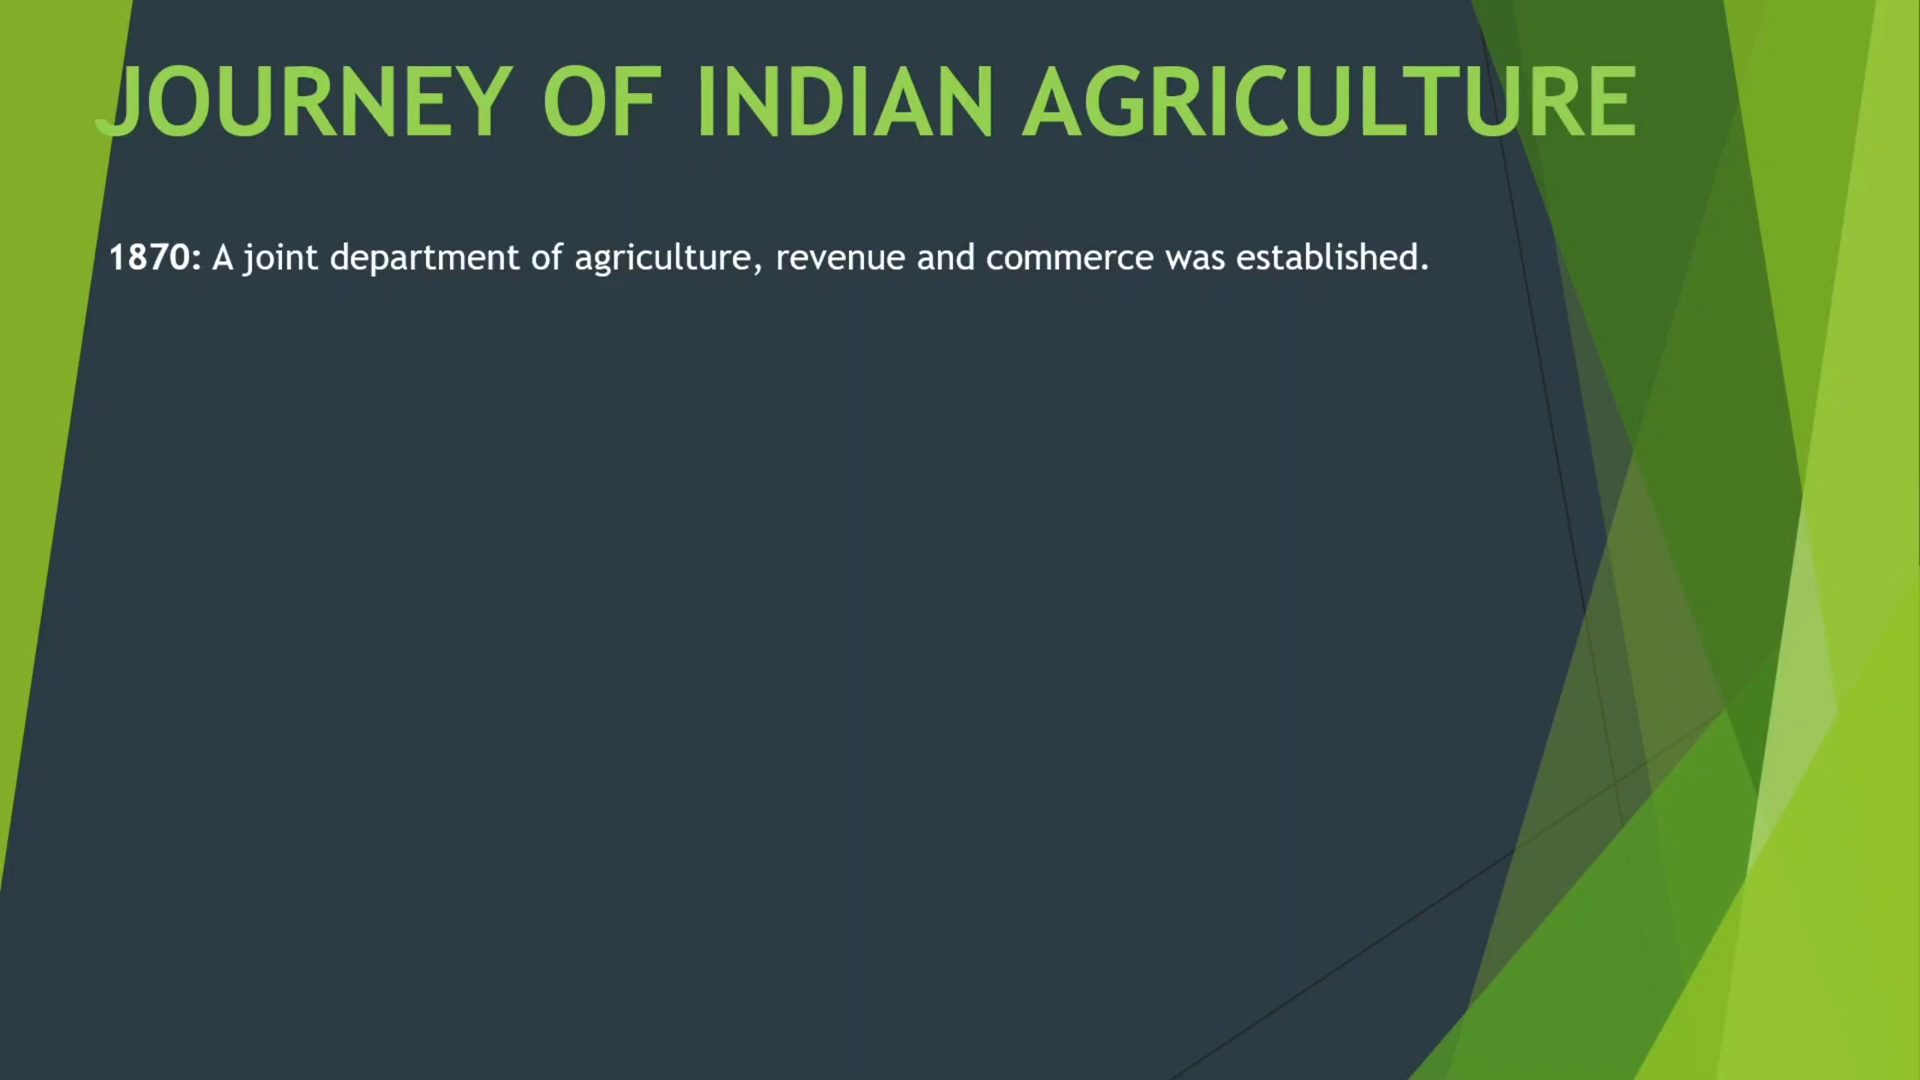 JOURNEY OF INDIAN AGRICULTURE
1870: A joint department of agriculture, revenue and commerce was established.